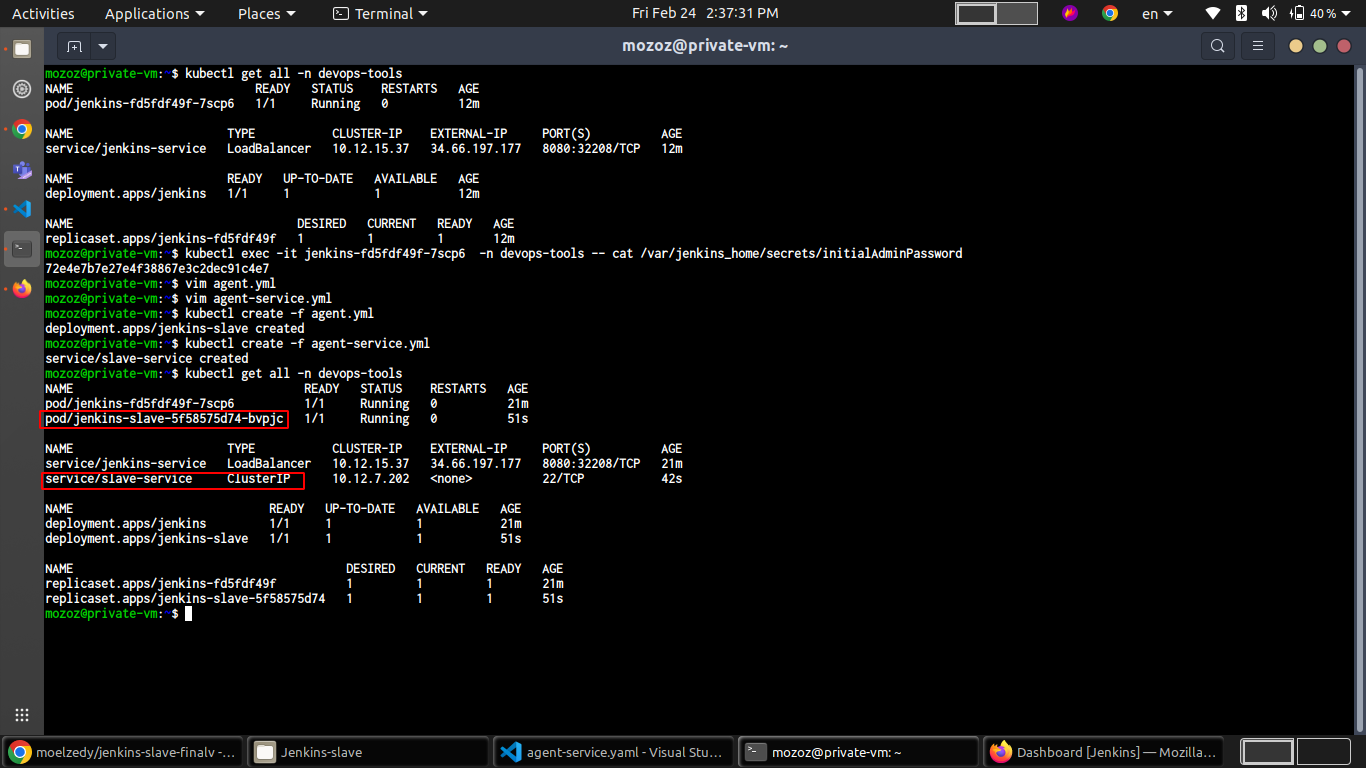 Activities Applications Places Terminal Fri Feb 24 2:37:31 PM en 40 %
mozoz@private-vm: ~
mozoz@private-vm:~$ kubectl get all -n devops-tools
NAME READY STATUS RESTARTS AGE
pod/jenkins-fd5fdf49f-7scp6 1/1 Running 0 12m
NAME TYPE CLUSTER-IP EXTERNAL-IP PORT(S) AGE
service/jenkins-service LoadBalancer 10.12.15.37 34.66.197.177 8080:32208/TCP 12m
NAME READY UP-TO-DATE AVAILABLE AGE
deployment.apps/jenkins 1/1 1 1 12m
NAME DESIRED CURRENT READY AGE
replicaset.apps/jenkins-fd5fdf49f 1 1 1 12m
mozoz@private-vm:~$ kubectl exec -it jenkins-fd5fdf49f-7scp6 -n devops-tools -- cat /var/jenkins_home/secrets/initialAdminPassword
72e4e7b7e27e4f38867e3c2dec91c4e7
mozoz@private-vm:~$ vim agent.yml
mozoz@private-vm:~$ vim agent-service.yml
mozoz@private-vm:~$ kubectl create -f agent.yml
deployment.apps/jenkins-slave created
mozoz@private-vm:~$ kubectl create -f agent-service.yml
service/slave-service created
mozoz@private-vm:~$ kubectl get all -n devops-tools
NAME READY STATUS RESTARTS AGE
pod/jenkins-fd5fdf49f-7scp6 1/1 Running 0 21m
pod/jenkins-slave-5f58575d74-bvpjc 1/1 Running 0 51s
NAME TYPE CLUSTER-IP EXTERNAL-IP PORT(S) AGE
service/jenkins-service LoadBalancer 10.12.15.37 34.66.197.177 8080:32208/TCP 21m
service/slave-service ClusterIP 10.12.7.202 <none> 22/TCP 42s
NAME READY UP-TO-DATE AVAILABLE AGE
deployment.apps/jenkins 1/1 1 1 21m
deployment.apps/jenkins-slave 1/1 1 1 51s
NAME DESIRED CURRENT READY AGE
replicaset.apps/jenkins-fd5fdf49f 1 1 1 21m
replicaset.apps/jenkins-slave-5f58575d74 1 1 1 51s
mozoz@private-vm:~$
moelzedy/jenkins-slave-finalv -... Jenkins-slave agent-service.yaml - Visual Stu... mozoz@private-vm: ~ Dashboard [Jenkins] — Mozilla...